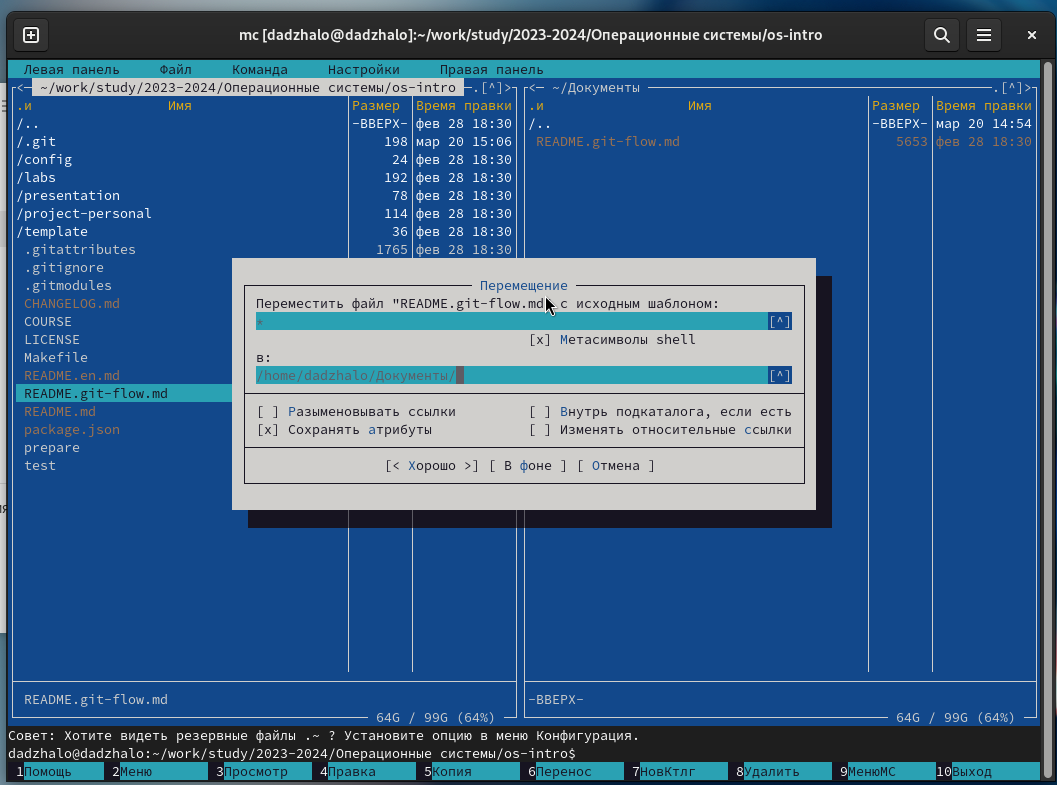 mc [dadzhalo@dadzhalo]:~/work/study/2023-2024/Операционные системы/os-intro
Левая панель Файл Команда Настройки Правая панель
<─ ~/work/study/2023-2024/Операционные системы/os-intro ─.[^]>
.и Имя Размер Время правки
/.. -ВВЕРХ- фев 28 18:30
/.git 198 мар 20 15:06
/config 24 фев 28 18:30
/labs 192 фев 28 18:30
/presentation 78 фев 28 18:30
/project-personal 114 фев 28 18:30
/template 36 фев 28 18:30
.gitattributes 1765 фев 28 18:30
.gitignore
.gitmodules
CHANGELOG.md
COURSE
LICENSE
Makefile
README.en.md
README.git-flow.md
README.md
package.json
prepare
test
README.git-flow.md
64G / 99G (64%)
<─ ~/Документы ─.[^]>
.и Имя Размер Время правки
/.. -ВВЕРХ- мар 20 14:54
README.git-flow.md 5653 фев 28 18:30
-ВВЕРХ-
64G / 99G (64%)
Перемещение
Переместить файл "README.git-flow.md" с исходным шаблоном:
* [^]
[x] Метасимволы shell
в:
/home/dadzhalo/Документы/ [^]
[ ] Разыменовывать ссылки [ ] Внутрь подкаталога, если есть
[x] Сохранять атрибуты [ ] Изменять относительные ссылки
[< Хорошо >] [ В фоне ] [ Отмена ]
Совет: Хотите видеть резервные файлы .~ ? Установите опцию в меню Конфигурация.
dadzhalo@dadzhalo:~/work/study/2023-2024/Операционные системы/os-intro$
1Помощь 2Меню 3Просмотр 4Правка 5Копия 6Перенос 7НовКтлг 8Удалить 9МенюМС 10Выход